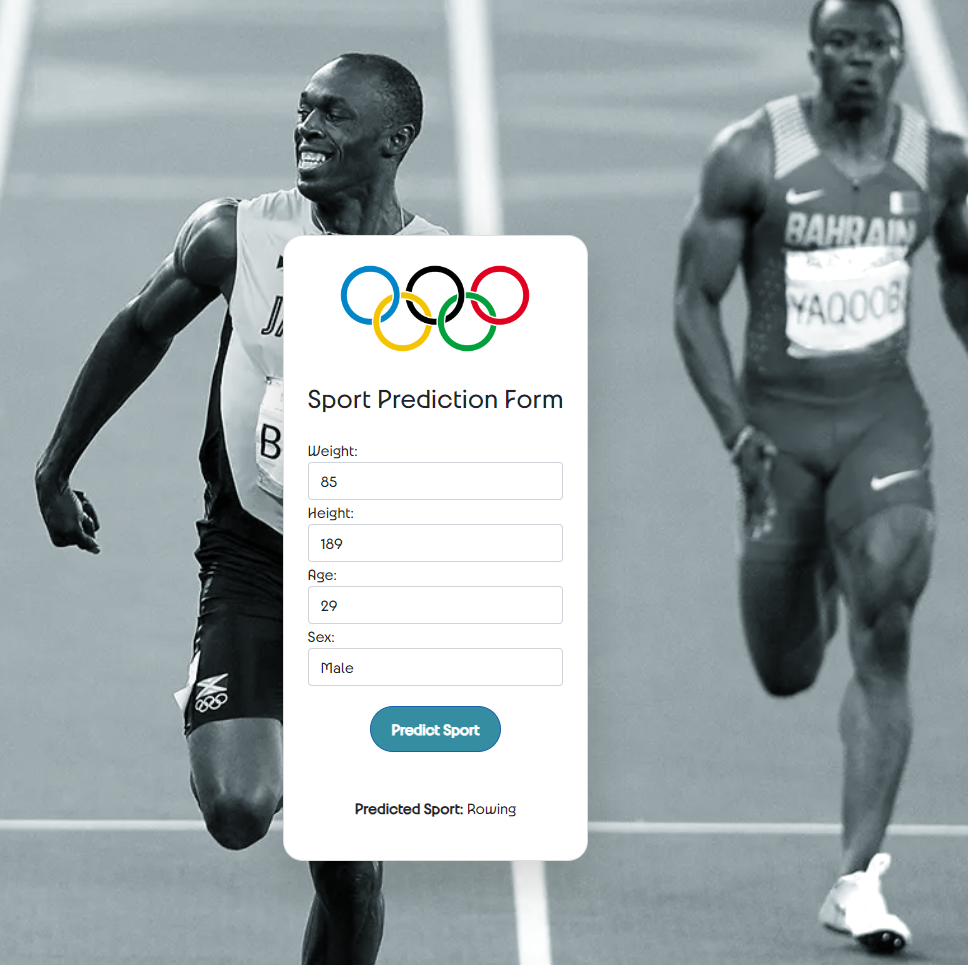 BAHRAIN
YAQOOB
Sport Prediction Form
Weight:
85
Height:
189
Age:
29
Sex:
Male
Predict Sport
Predicted Sport: Rowing